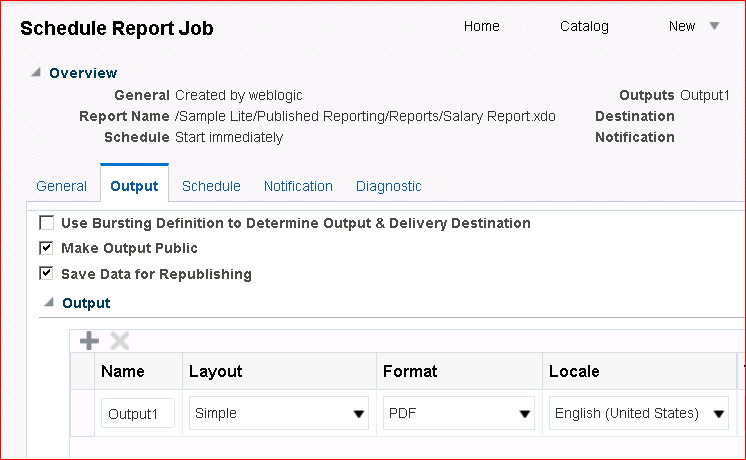 Schedule Report Job Home Catalog New
Overview
General Created by weblogic Outputs Output1
Report Name /Sample Lite/Published Reporting/Reports/Salary Report.xdo Destination
Schedule Start immediately Notification
General Output Schedule Notification Diagnostic
Use Bursting Definition to Determine Output & Delivery Destination
Make Output Public
Save Data for Republishing
Output
Name Layout Format Locale
Output1 Simple PDF English (United States)